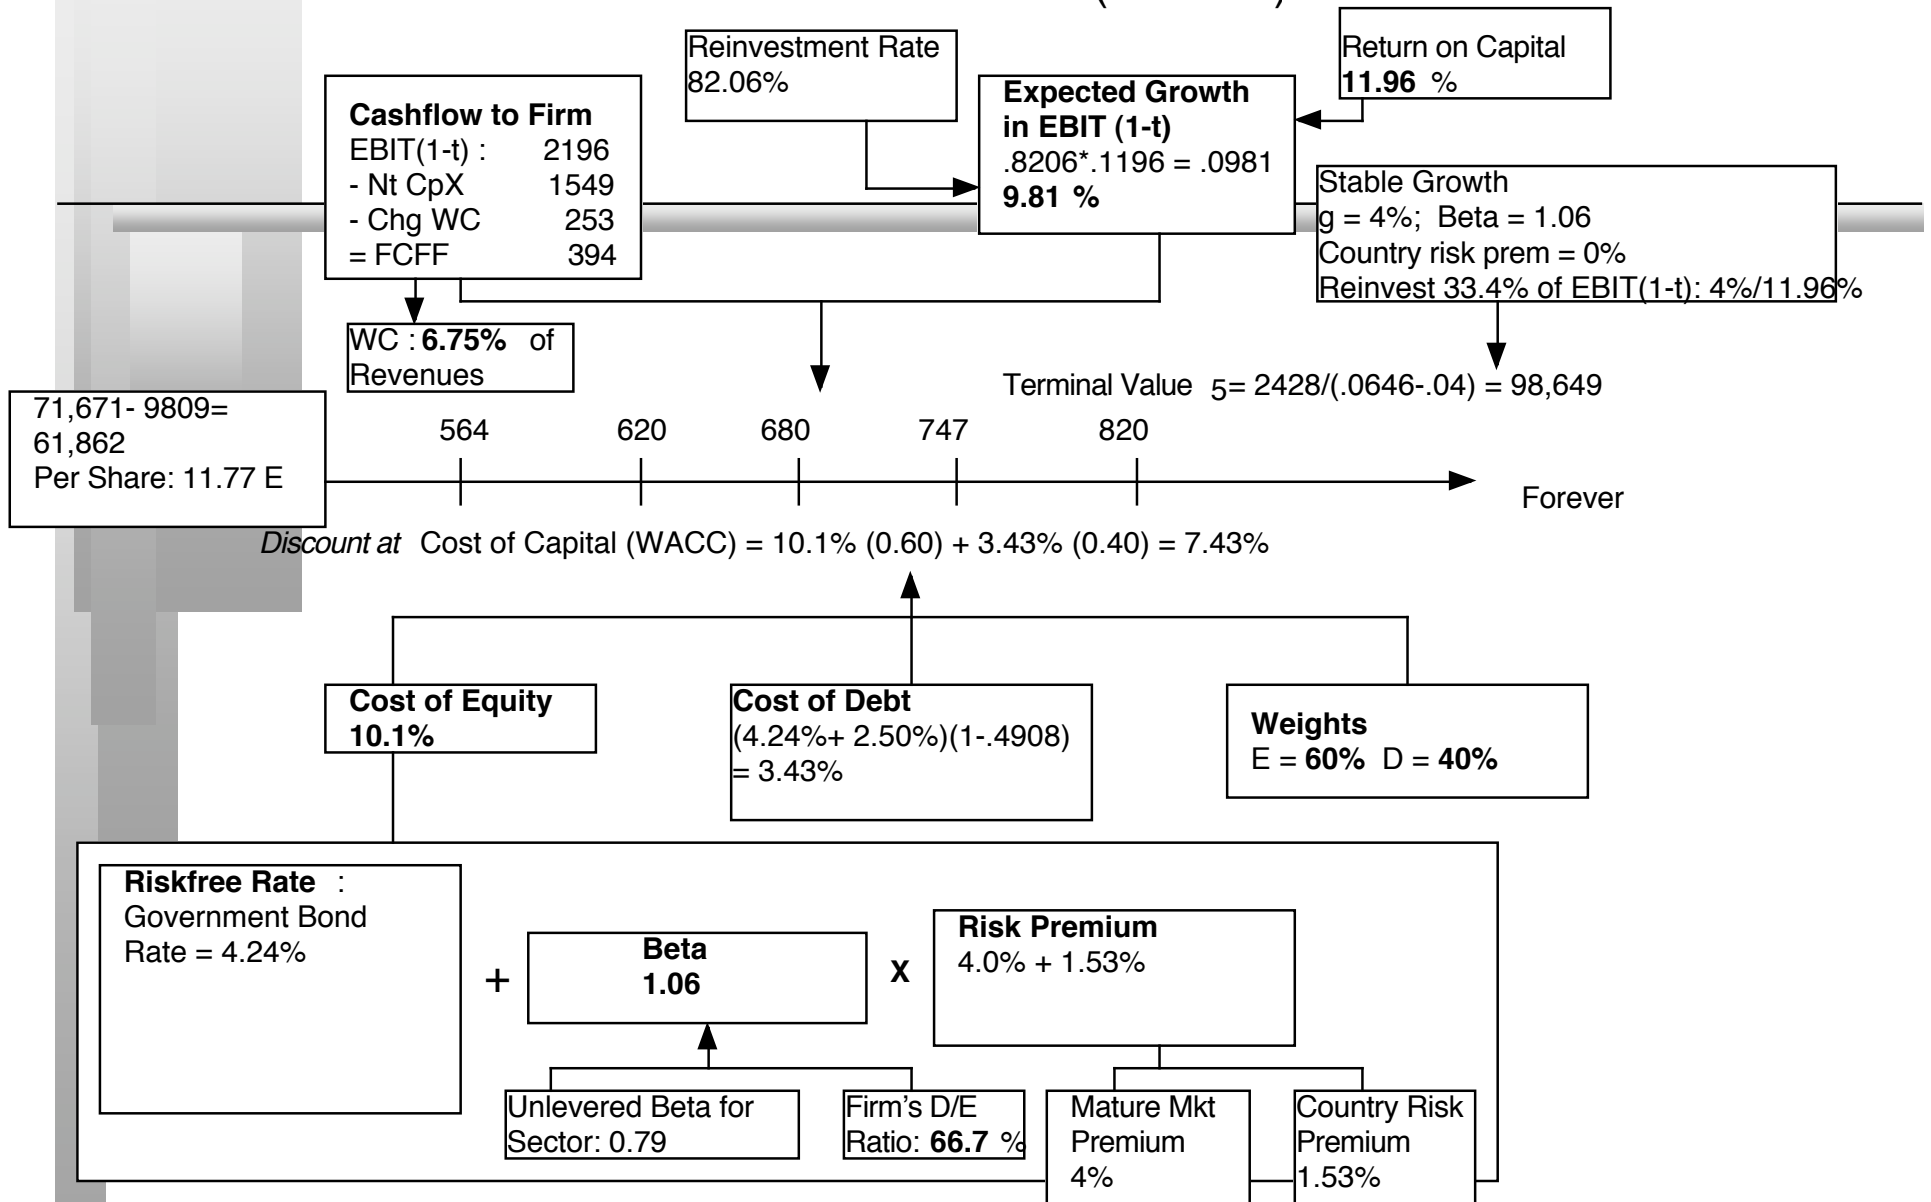 Reinvestment Rate
82.06%
Return on Capital
11.96 %
Cashflow to Firm
EBIT(1-t) : 2196
- Nt CpX 1549
- Chg WC 253
= FCFF 394
Expected Growth
in EBIT (1-t)
.8206*.1196 = .0981
9.81 %
Stable Growth
g = 4%; Beta = 1.06
Country risk prem = 0%
Reinvest 33.4% of EBIT(1-t): 4%/11.96%
WC : 6.75% of
Revenues
Terminal Value 5= 2428/(.0646-.04) = 98,649
71,671- 9809=
61,862
Per Share: 11.77 E
564 620 680 747 820
Forever
Discount at Cost of Capital (WACC) = 10.1% (0.60) + 3.43% (0.40) = 7.43%
Cost of Equity
10.1%
Cost of Debt
(4.24%+ 2.50%)(1-.4908)
= 3.43%
Weights
E = 60% D = 40%
Riskfree Rate :
Government Bond
Rate = 4.24%
+
Beta
1.06
X
Risk Premium
4.0% + 1.53%
Unlevered Beta for
Sector: 0.79
Firm's D/E
Ratio: 66.7 %
Mature Mkt
Premium
4%
Country Risk
Premium
1.53%